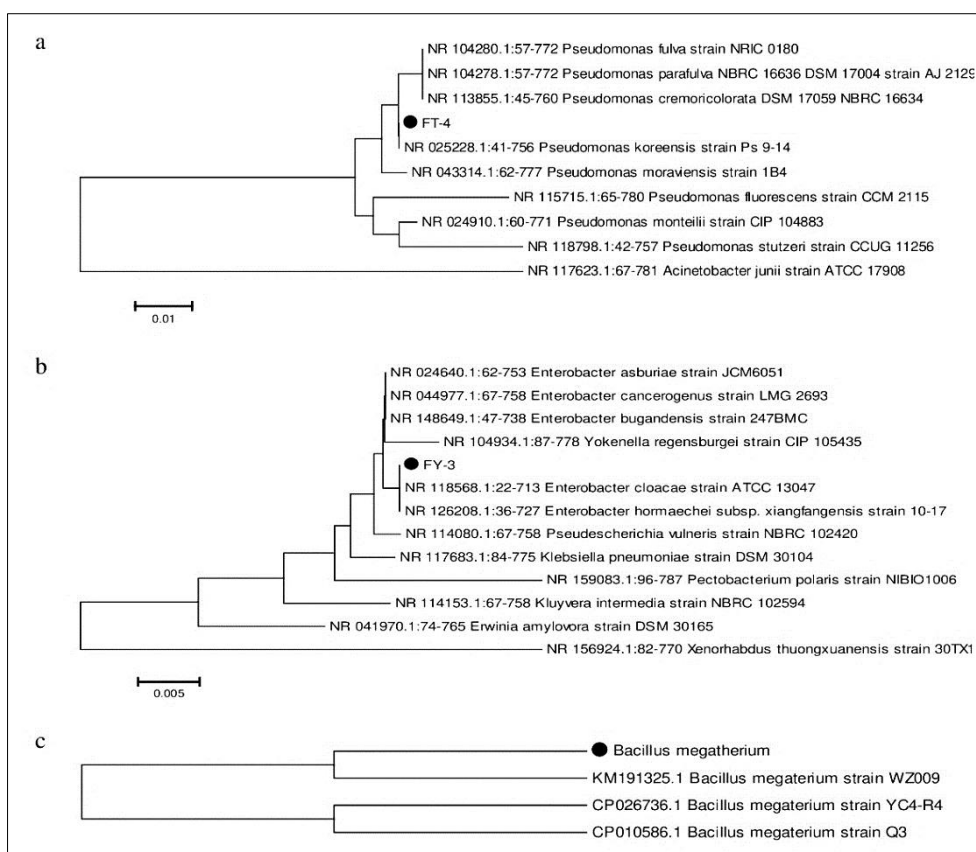 a
NR 104280.1:57-772 Pseudomonas fulva strain NRIC 0180
NR 104278.1:57-772 Pseudomonas parafulva NBRC 16636 DSM 17004 strain AJ 2129
NR 113855.1:45-760 Pseudomonas cremoricolorata DSM 17059 NBRC 16634
FT-4
NR 025228.1:41-756 Pseudomonas koreensis strain Ps 9-14
NR 043314.1:62-777 Pseudomonas moraviensis strain 1B4
NR 115715.1:65-780 Pseudomonas fluorescens strain CCM 2115
NR 024910.1:60-771 Pseudomonas monteilii strain CIP 104883
NR 118798.1:42-757 Pseudomonas stutzeri strain CCUG 11256
NR 117623.1:67-781 Acinetobacter junii strain ATCC 17908
0.01
b
NR 024640.1:62-753 Enterobacter asburiae strain JCM6051
NR 044977.1:67-758 Enterobacter cancerogenus strain LMG 2693
NR 148649.1:47-738 Enterobacter bugandensis strain 247BMC
NR 104934.1:87-778 Yokenella regensburgei strain CIP 105435
FY-3
NR 118568.1:22-713 Enterobacter cloacae strain ATCC 13047
NR 126208.1:36-727 Enterobacter hormaechei subsp. xiangfangensis strain 10-17
NR 114080.1:67-758 Pseudescherichia vulneris strain NBRC 102420
NR 117683.1:84-775 Klebsiella pneumoniae strain DSM 30104
NR 159083.1:96-787 Pectobacterium polaris strain NIBIO1006
NR 114153.1:67-758 Kluyvera intermedia strain NBRC 102594
NR 041970.1:74-765 Erwinia amylovora strain DSM 30165
NR 156924.1:82-770 Xenorhabdus thuongxuanensis strain 30TX1
0.005
c
Bacillus megatherium
KM191325.1 Bacillus megaterium strain WZ009
CP026736.1 Bacillus megaterium strain YC4-R4
CP010586.1 Bacillus megaterium strain Q3